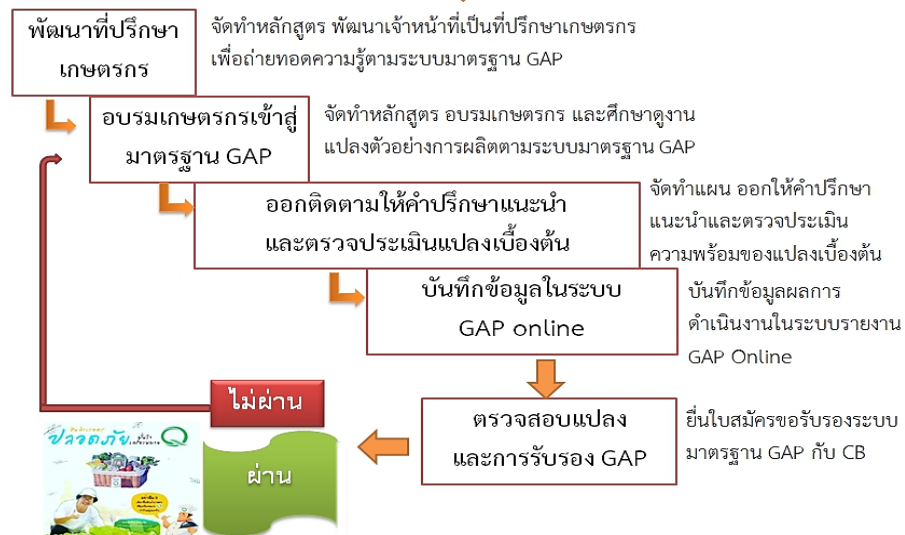 พัฒนาที่ปรึกษา
เกษตรกร
จัดทำหลักสูตร พัฒนาเจ้าหน้าที่เป็นที่ปรึกษาเกษตรกร
เพื่อถ่ายทอดความรู้ตามระบบมาตรฐาน GAP
อบรมเกษตรกรเข้าสู่
มาตรฐาน GAP
จัดทำหลักสูตร อบรมเกษตรกร และศึกษาดูงาน
แปลงตัวอย่างการผลิตตามระบบมาตรฐาน GAP
ออกติดตามให้คำปรึกษาแนะนำ
และตรวจประเมินแปลงเบื้องต้น
จัดทำแผน ออกให้คำปรึกษา
แนะนำและตรวจประเมิน
ความพร้อมของแปลงเบื้องต้น
บันทึกข้อมูลในระบบ
GAP online
บันทึกข้อมูลผลการ
ดำเนินงานในระบบรายงาน
GAP Online
ไม่ผ่าน
ตรวจสอบแปลง
และการรับรอง GAP
ยื่นใบสมัครขอรับรองระบบ
มาตรฐาน GAP กับ CB
ผ่าน
ปลอดภัย
Q